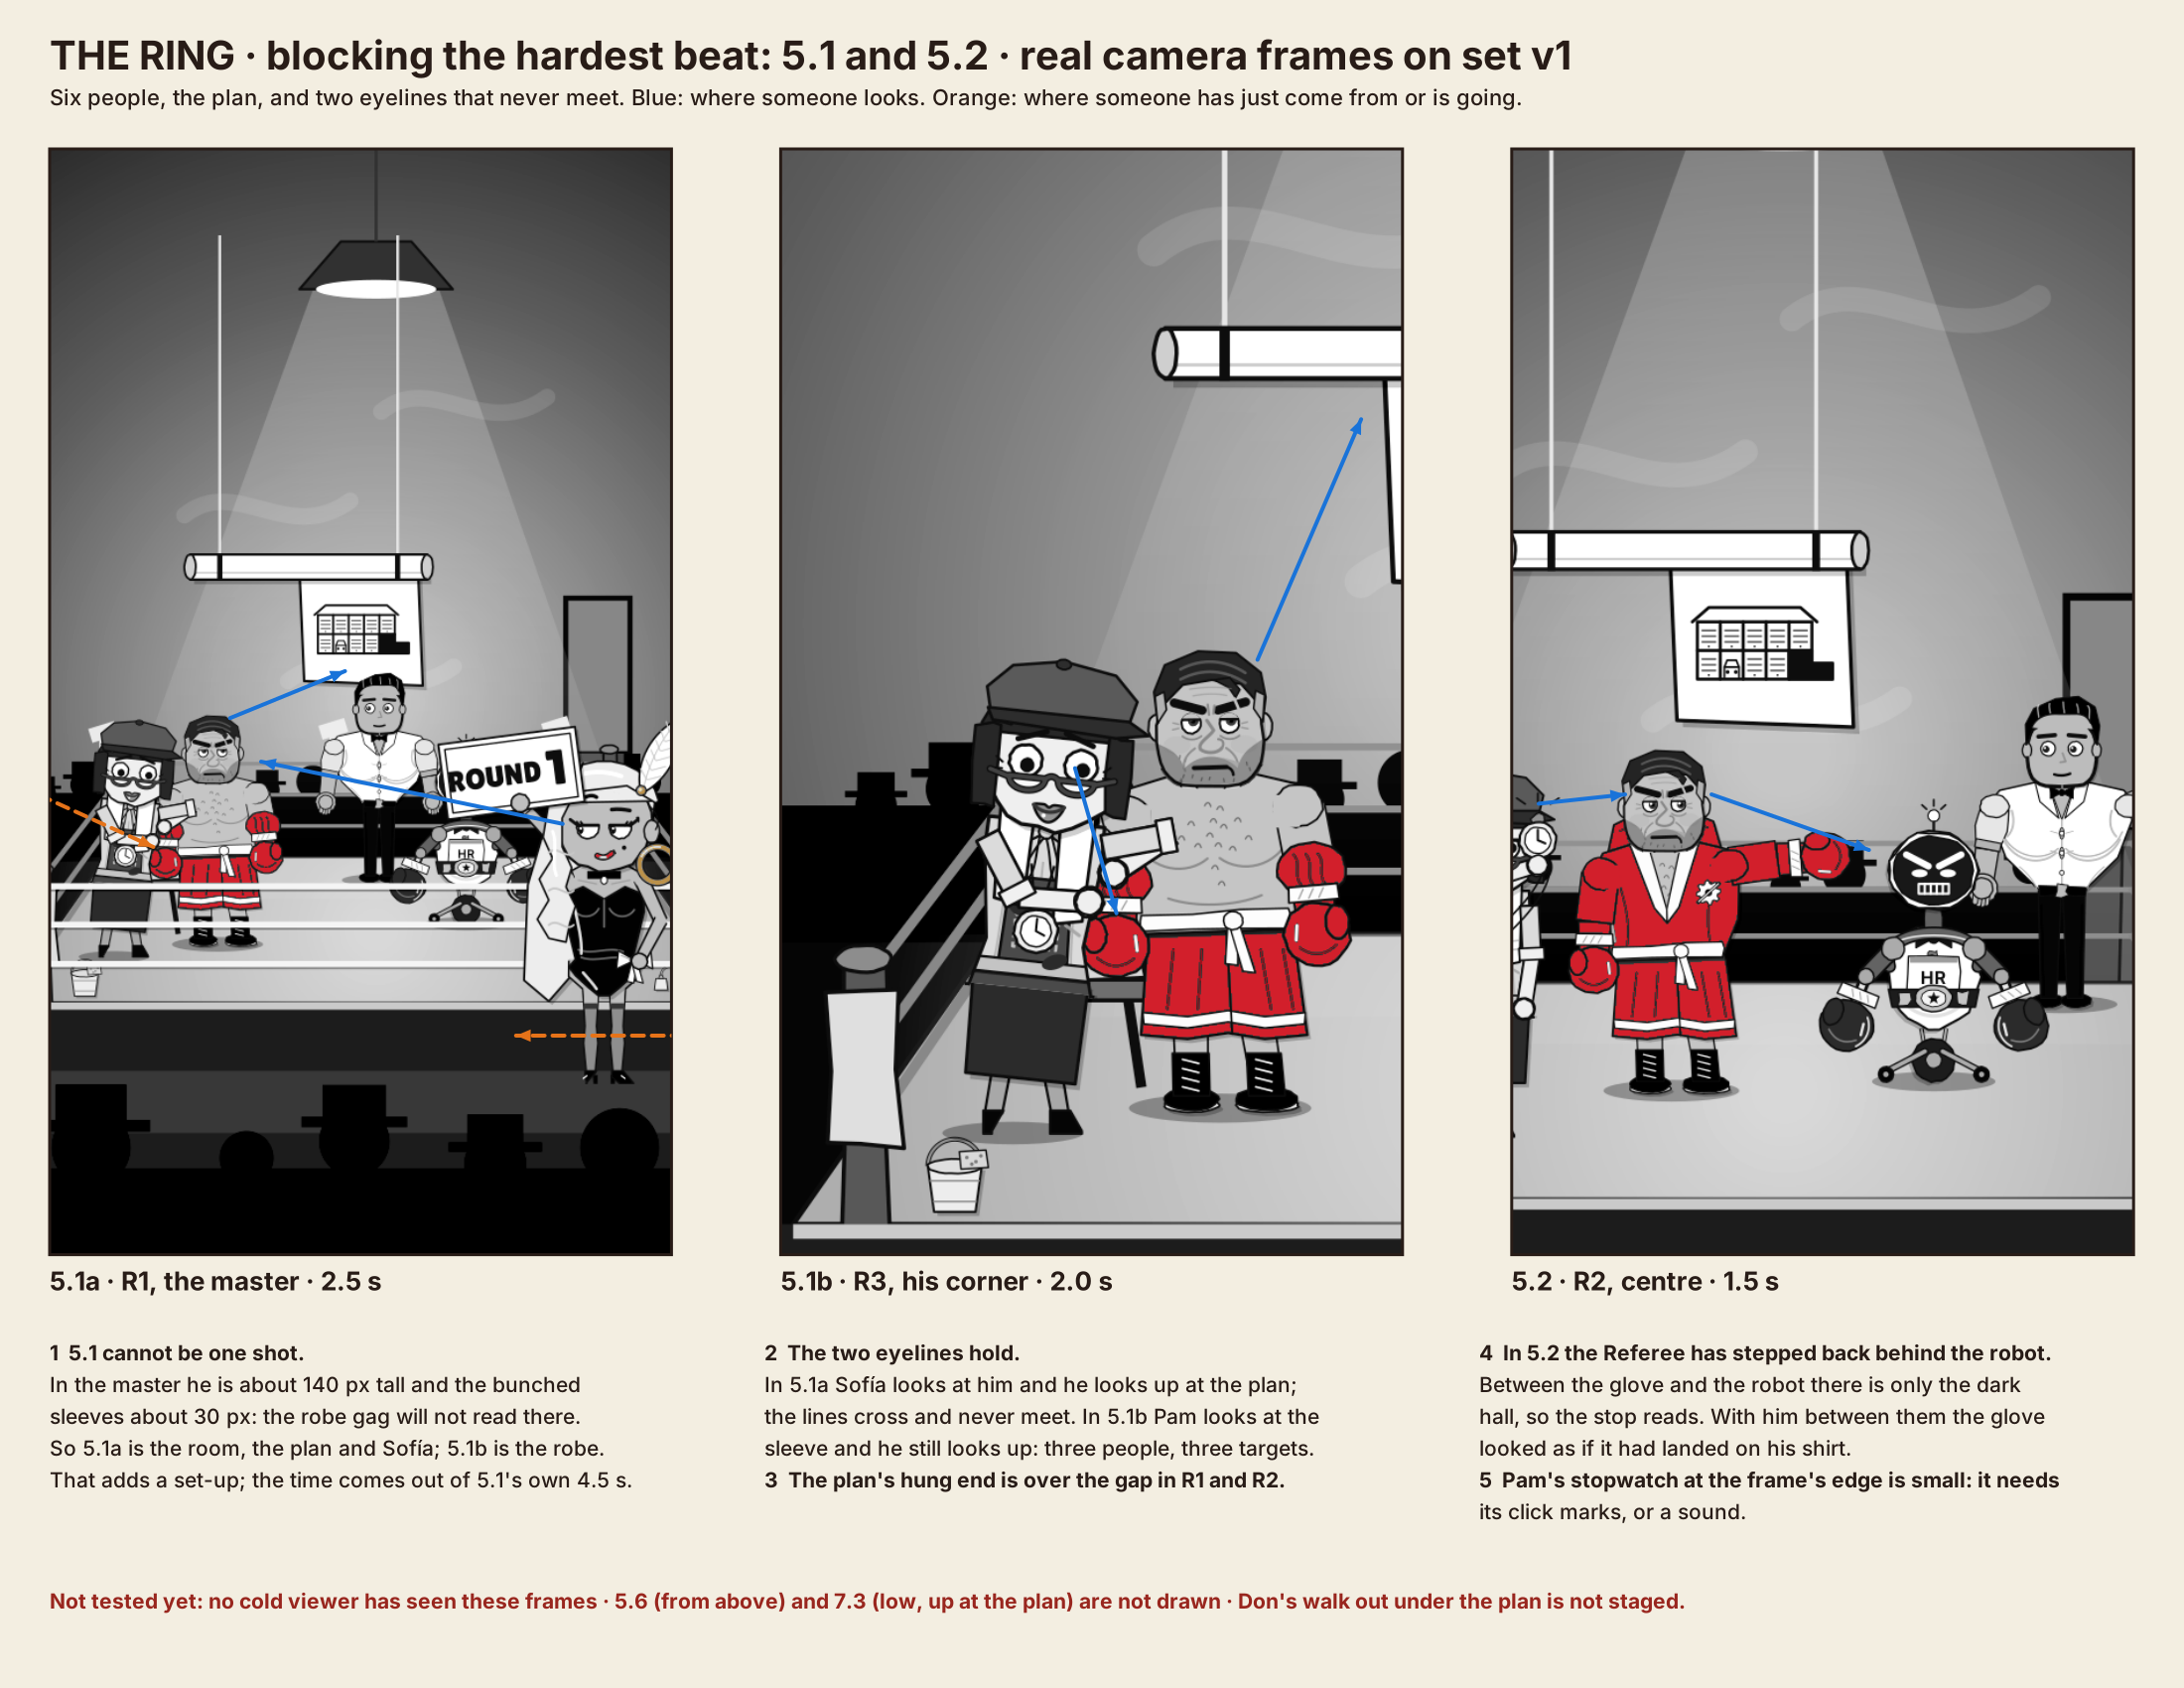 THE RING · blocking the hardest beat: 5.1 and 5.2 · real camera frames on set v1
Six people, the plan, and two eyelines that never meet. Blue: where someone looks. Orange: where someone has just come from or is going.
ROUND 1
HR
HR
5.1a · R1, the master · 2.5 s
5.1b · R3, his corner · 2.0 s
5.2 · R2, centre · 1.5 s
1 5.1 cannot be one shot.
In the master he is about 140 px tall and the bunched
sleeves about 30 px: the robe gag will not read there.
So 5.1a is the room, the plan and Sofía; 5.1b is the robe.
That adds a set-up; the time comes out of 5.1's own 4.5 s.
2 The two eyelines hold.
In 5.1a Sofía looks at him and he looks up at the plan;
the lines cross and never meet. In 5.1b Pam looks at the
sleeve and he still looks up: three people, three targets.
3 The plan's hung end is over the gap in R1 and R2.
4 In 5.2 the Referee has stepped back behind the robot.
Between the glove and the robot there is only the dark
hall, so the stop reads. With him between them the glove
looked as if it had landed on his shirt.
5 Pam's stopwatch at the frame's edge is small: it needs
its click marks, or a sound.
Not tested yet: no cold viewer has seen these frames · 5.6 (from above) and 7.3 (low, up at the plan) are not drawn · Don's walk out under the plan is not staged.